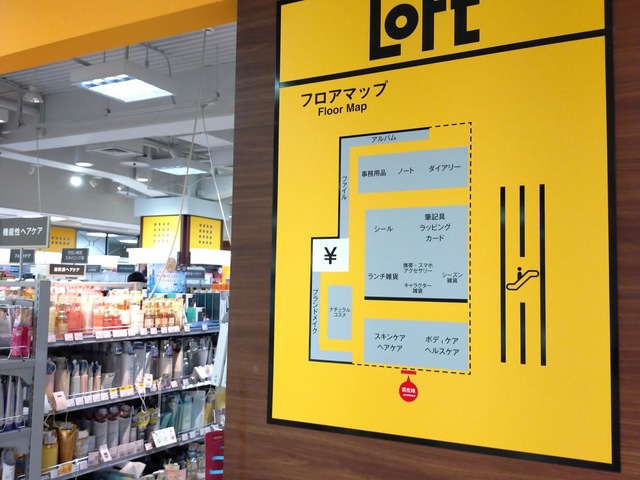 LOFT
フロアマップ
Floor Map
アルバム
ファイル
事務用品
ノート
ダイアリー
シール
筆記具
ラッピング
カード
¥
ランチ雑貨
携帯・スマホ
アクセサリー
キャラクター
雑貨
シーズン
雑貨
ブランドメイク
ナチュラル
コスメ
スキンケア
ヘアケア
ボディケア
ヘルスケア
現在地
機能性ヘアケア